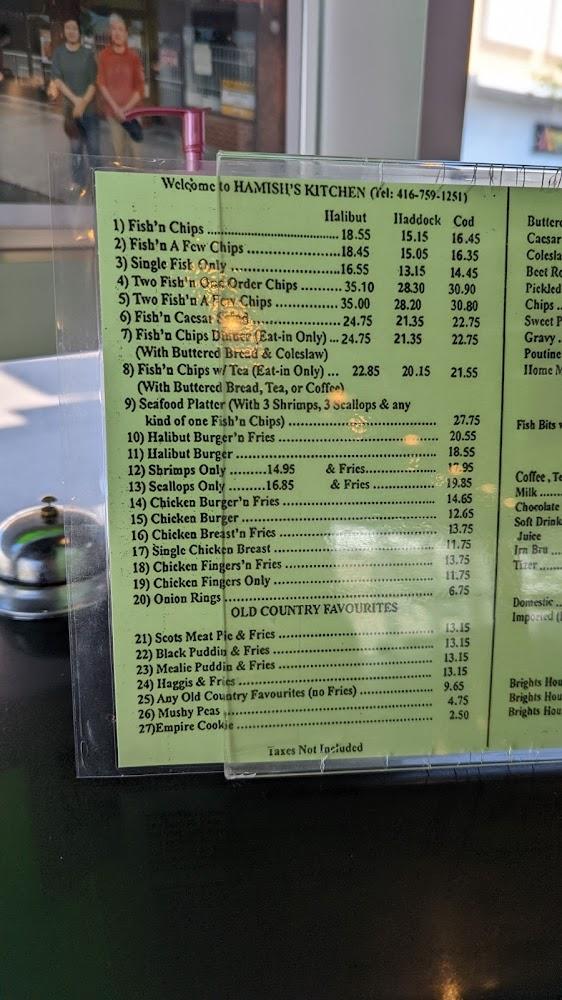 Welcome to HAMISH'S KITCHEN (Tel: 416-759-1251)
Halibut Haddock Cod
1) Fish'n Chips ........ 18.55 15.15 16.45
2) Fish'n A Few Chips ........ 18.45 15.05 16.35
3) Single Fish Only ........ 16.55 13.15 14.45
4) Two Fish'n One Order Chips ........ 35.10 28.30 30.90
5) Two Fish'n A Few Chips ........ 35.00 28.20 30.80
6) Fish'n Caesar Salad ........ 24.75 21.35 22.75
7) Fish'n Chips Dinner (Eat-in Only) ... 24.75 21.35 22.75
(With Buttered Bread & Coleslaw)
8) Fish'n Chips w/ Tea (Eat-in Only) ... 22.85 20.15 21.55
(With Buttered Bread, Tea, or Coffee)
9) Seafood Platter (With 3 Shrimps, 3 Scallops & any
kind of one Fish'n Chips) ........ 27.75
10) Halibut Burger'n Fries ........ 20.55
11) Halibut Burger ........ 18.55
12) Shrimps Only .........14.95 & Fries........
13) Scallops Only ........16.85 & Fries ........ 19.85
14) Chicken Burger'n Fries ........ 14.65
15) Chicken Burger ........ 12.65
16) Chicken Breast'n Fries ........ 13.75
17) Single Chicken Breast ........ 11.75
18) Chicken Fingers'n Fries ........ 13.75
19) Chicken Fingers Only ........ 11.75
20) Onion Rings ........ 6.75
OLD COUNTRY FAVOURITES
21) Scots Meat Pie & Fries ........ 13.15
22) Black Puddin & Fries ........ 13.15
23) Mealie Puddin & Fries ........ 13.15
24) Haggis & Fries ........ 13.15
25) Any Old Country Favourites (no Fries) ........ 9.65
26) Mushy Peas ........ 4.75
27)Empire Cookie ........ 2.50
Taxes Not Included
Buttere
Caesar
Colesla
Beet Ro
Pickled
Chips ..
Sweet P
Gravy .
Poutine
Home M
Fish Bits w
Coffee , Te
Milk .....
Chocolate
Soft Drink
Juice
Irn Bru ...
Tizer ....
Domestic ..
Imported (
Brights Hou
Brights Hou
Brights Hou